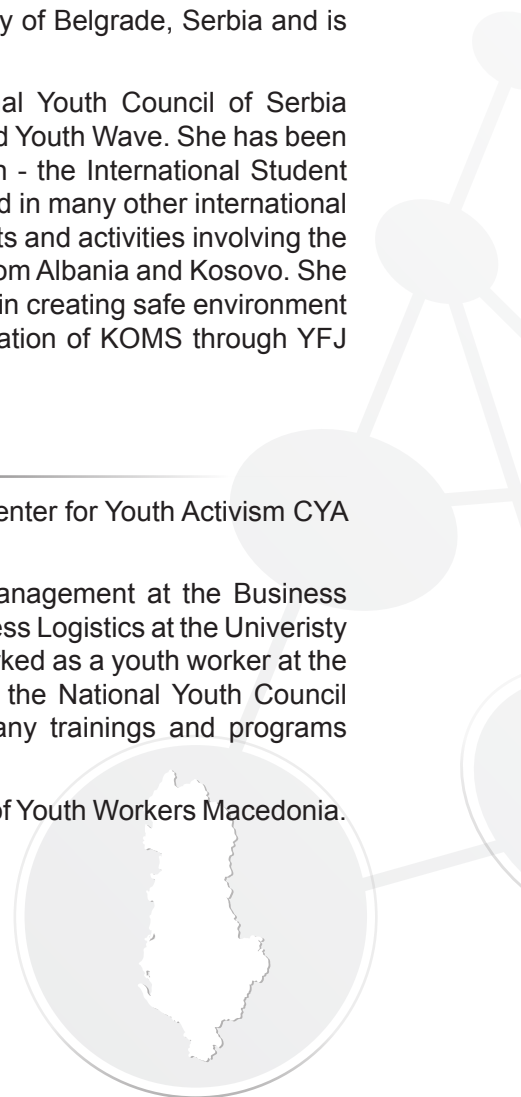 y of Belgrade, Serbia and is
al Youth Council of Serbia
d Youth Wave. She has been
n - the International Student
d in many other international
ts and activities involving the
om Albania and Kosovo. She
in creating safe environment
ation of KOMS through YFJ
enter for Youth Activism CYA
anagement at the Business
ess Logistics at the Univeristy
rked as a youth worker at the
the National Youth Council
any trainings and programs
of Youth Workers Macedonia.